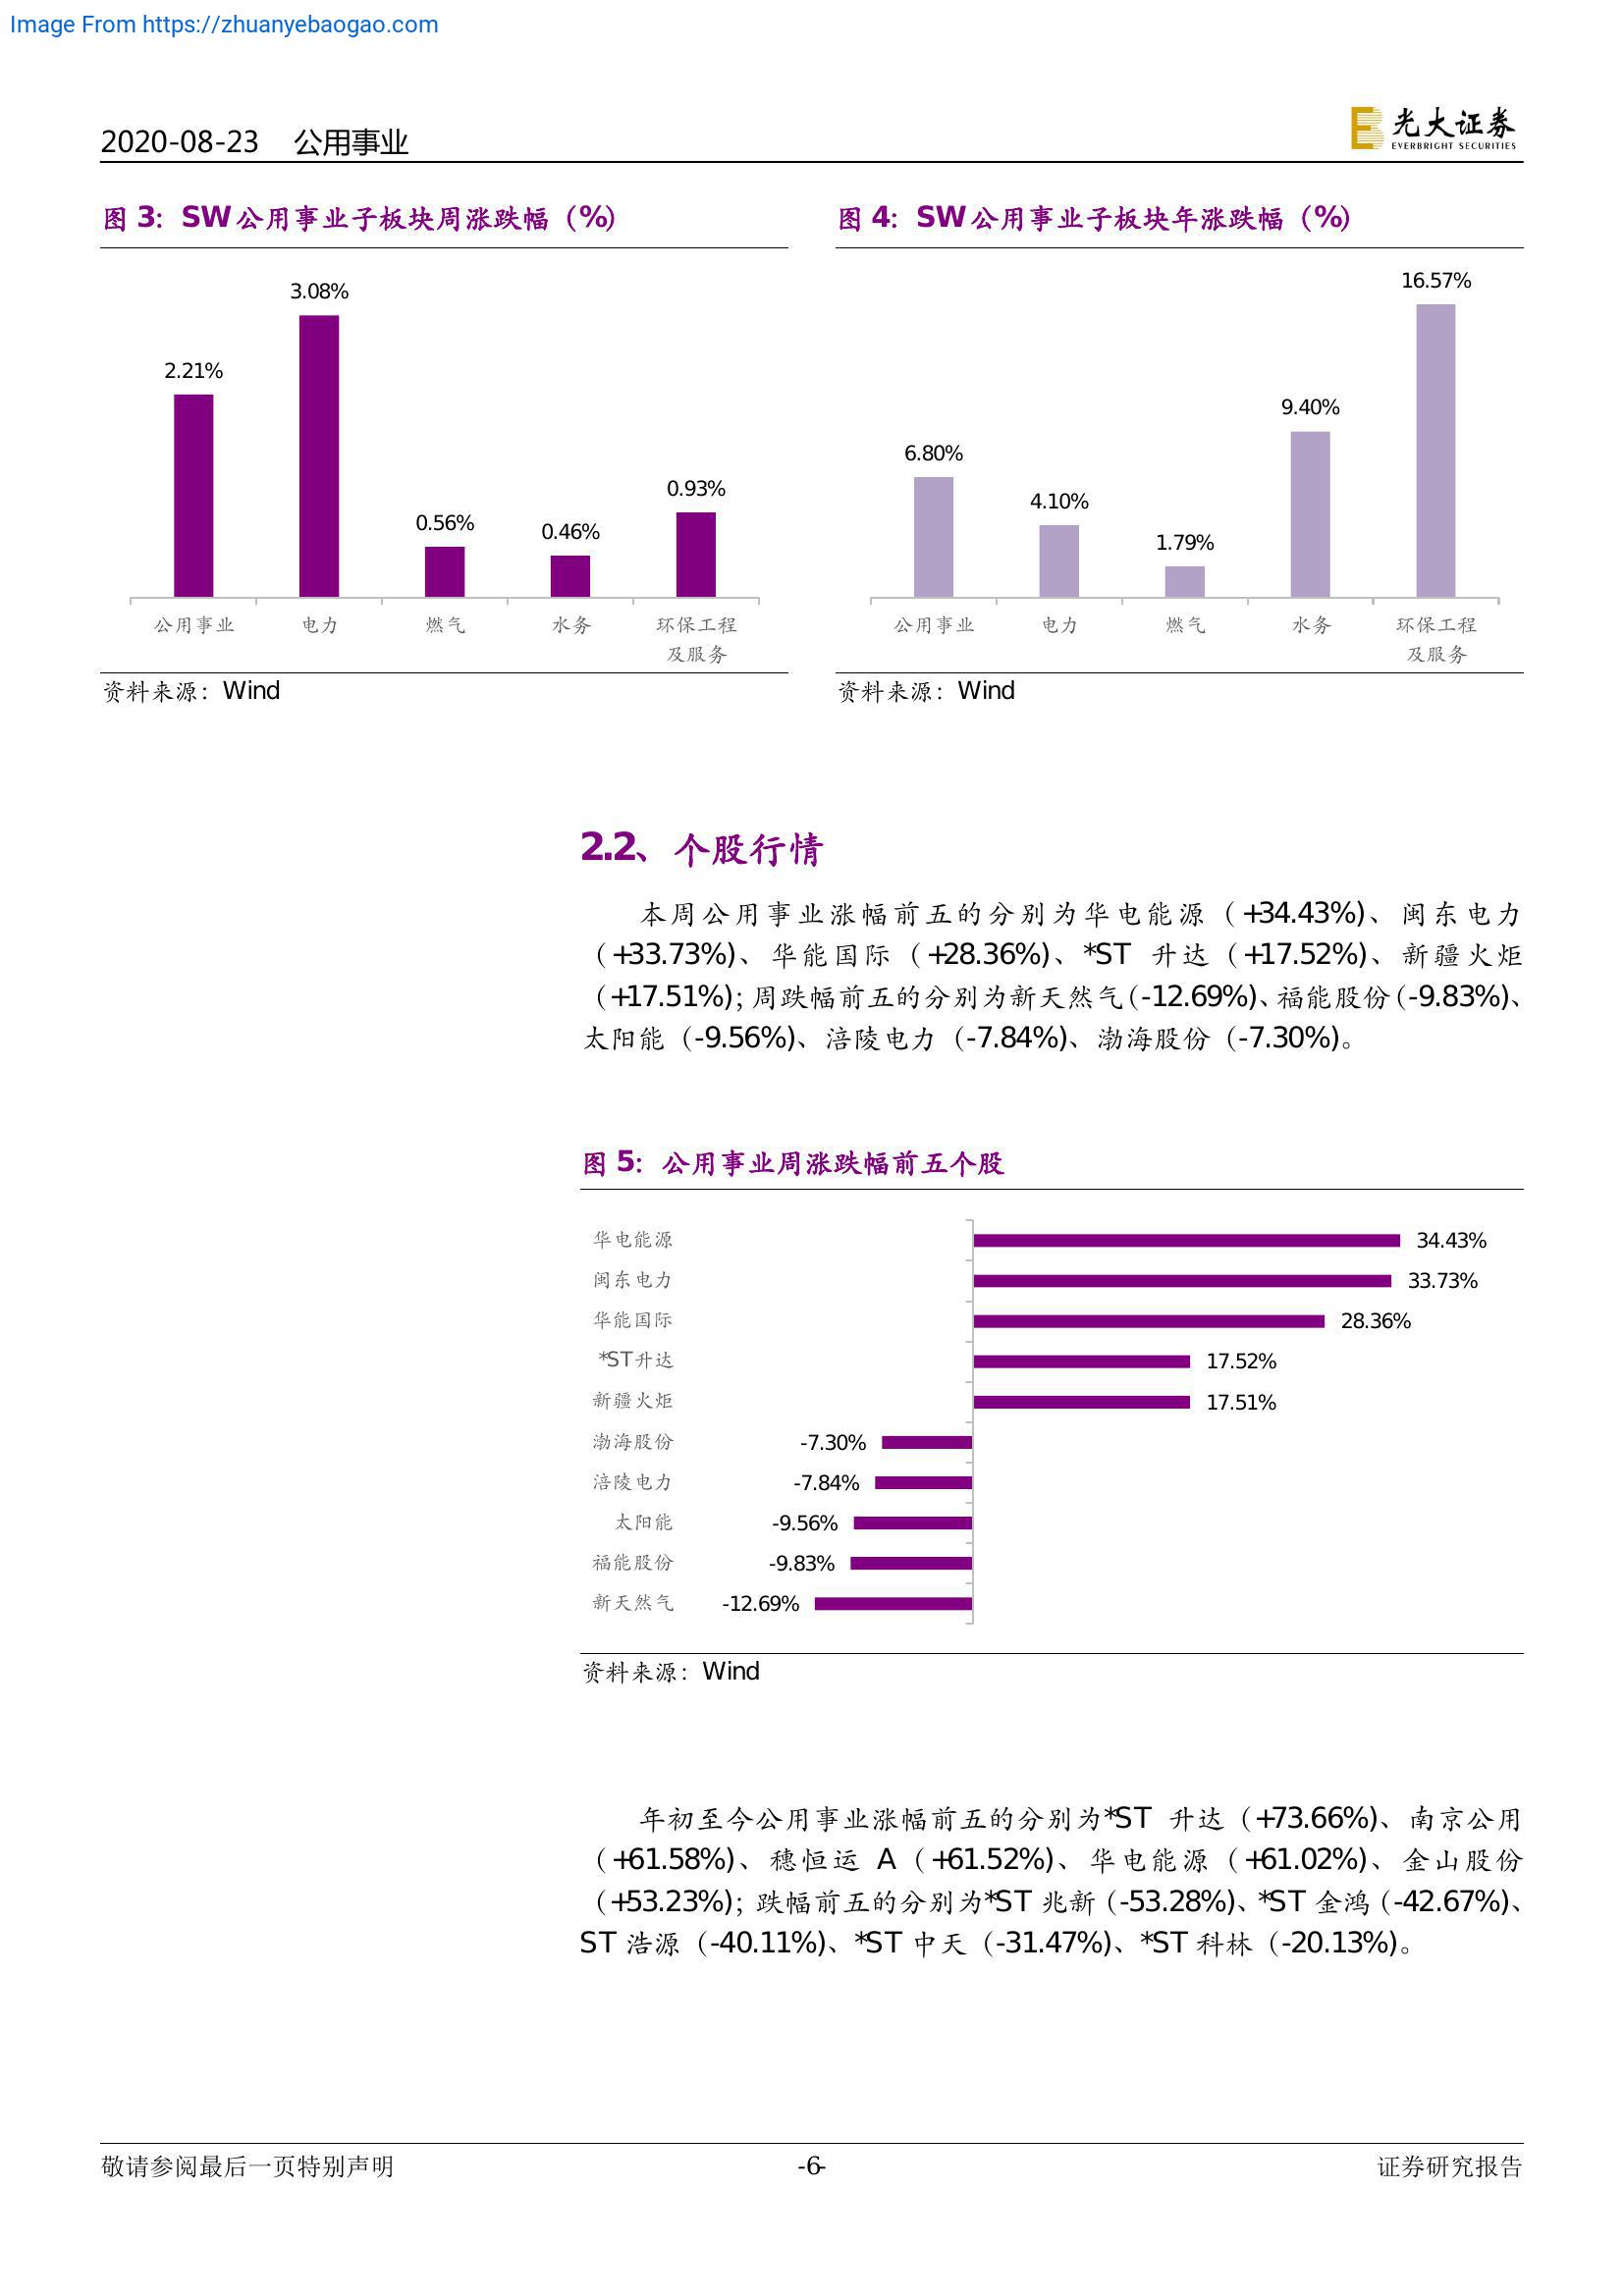 Image From https://zhuanyebaogao.com
2020-08-23 公用事业
光大证券
EVERBRIGHT SECURITIES
图 3：SW 公用事业子板块周涨跌幅（%）
3.08%
2.21%
0.93%
0.56%
0.46%
公用事业 电力 燃气 水务 环保工程
及服务
资料来源：Wind
图 4：SW 公用事业子板块年涨跌幅（%）
16.57%
9.40%
6.80%
4.10%
1.79%
公用事业 电力 燃气 水务 环保工程
及服务
资料来源：Wind
2.2、个股行情
本周公用事业涨幅前五的分别为华电能源（+34.43%）、闽东电力
（+33.73%）、华能国际（+28.36%）、*ST 升达（+17.52%）、新疆火炬
（+17.51%）；周跌幅前五的分别为新天然气（-12.69%）、福能股份（-9.83%）、
太阳能（-9.56%）、涪陵电力（-7.84%）、渤海股份（-7.30%）。
图 5：公用事业周涨跌幅前五个股
华电能源 34.43%
闽东电力 33.73%
华能国际 28.36%
*ST升达 17.52%
新疆火炬 17.51%
渤海股份 -7.30%
涪陵电力 -7.84%
太阳能 -9.56%
福能股份 -9.83%
新天然气 -12.69%
资料来源：Wind
年初至今公用事业涨幅前五的分别为*ST 升达（+73.66%）、南京公用
（+61.58%）、穗恒运 A（+61.52%）、华电能源（+61.02%）、金山股份
（+53.23%）；跌幅前五的分别为*ST 兆新（-53.28%）、*ST 金鸿（-42.67%）、
ST 浩源（-40.11%）、*ST 中天（-31.47%）、*ST 科林（-20.13%）。
敬请参阅最后一页特别声明 -6- 证券研究报告